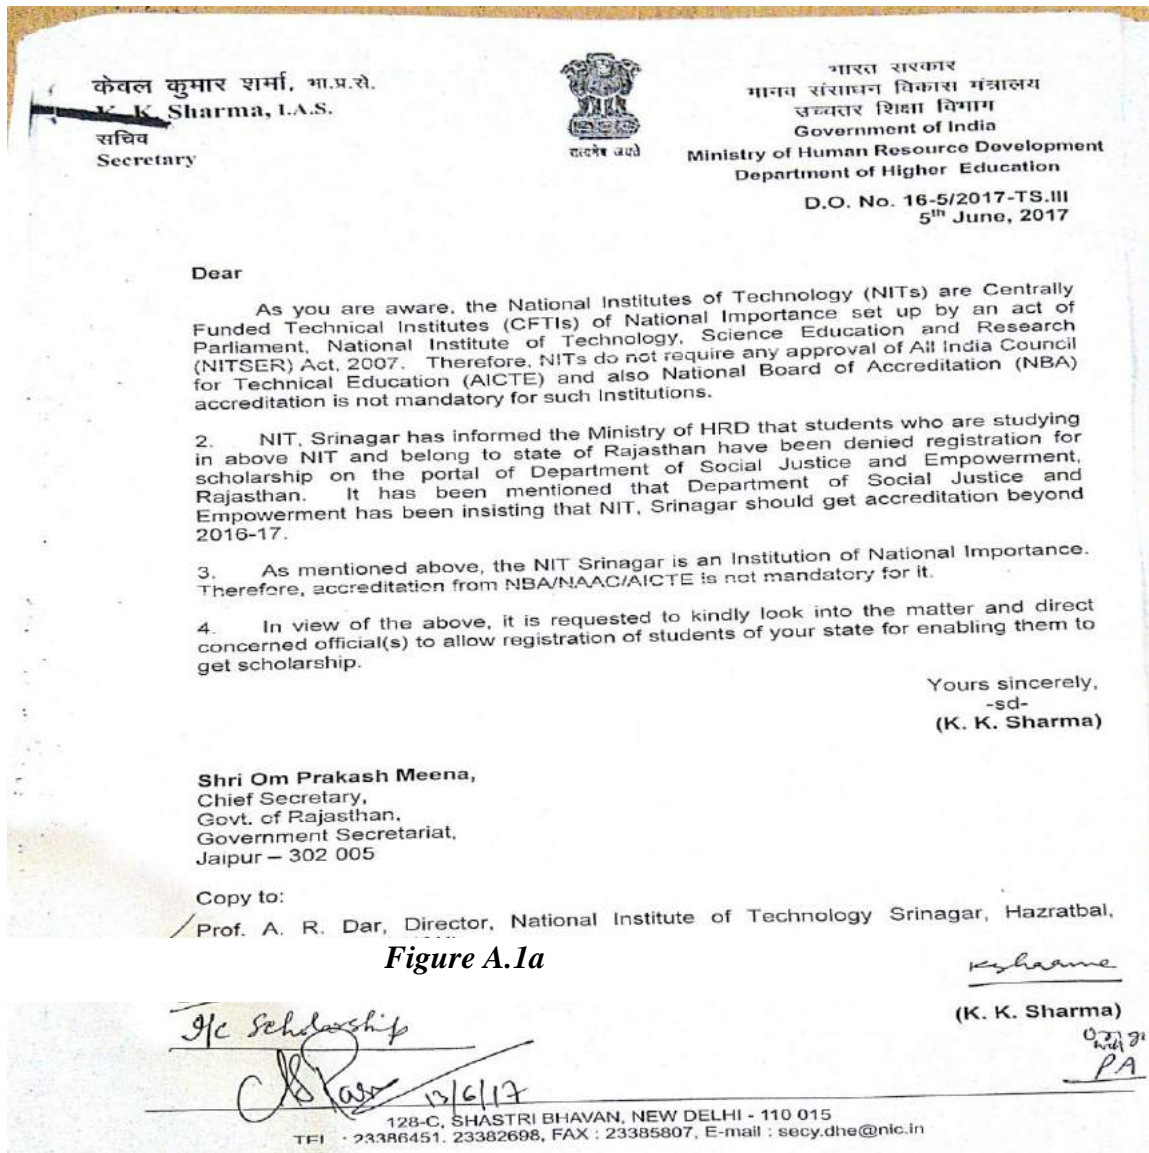 केवल कुमार शर्मा, भा.प्र.से.
K. K. Sharma, I.A.S.
सचिव
Secretary
सत्यमेव जयते
भारत सरकार
मानव संसाधन विकास मंत्रालय
उच्चतर शिक्षा विभाग
Government of India
Ministry of Human Resource Development
Department of Higher Education
D.O. No. 16-5/2017-TS.III
5th June, 2017
Dear
As you are aware, the National Institutes of Technology (NITs) are Centrally
Funded Technical Institutes (CFTIs) of National Importance set up by an act of
Parliament, National Institute of Technology, Science Education and Research
(NITSER) Act, 2007. Therefore, NITs do not require any approval of All India Council
for Technical Education (AICTE) and also National Board of Accreditation (NBA)
accreditation is not mandatory for such Institutions.
2. NIT, Srinagar has informed the Ministry of HRD that students who are studying
in above NIT and belong to state of Rajasthan have been denied registration for
scholarship on the portal of Department of Social Justice and Empowerment,
Rajasthan. It has been mentioned that Department of Social Justice and
Empowerment has been insisting that NIT, Srinagar should get accreditation beyond
2016-17.
3. As mentioned above, the NIT Srinagar is an Institution of National Importance.
Therefore, accreditation from NBA/NAAC/AICTE is not mandatory for it.
4. In view of the above, it is requested to kindly look into the matter and direct
concerned official(s) to allow registration of students of your state for enabling them to
get scholarship.
Yours sincerely,
-sd-
(K. K. Sharma)
Shri Om Prakash Meena,
Chief Secretary,
Govt. of Rajasthan,
Government Secretariat,
Jaipur – 302 005
Copy to:
Prof. A. R. Dar, Director, National Institute of Technology Srinagar, Hazratbal,
Figure A.1a
(K. K. Sharma)
I/c Scholarship
13/6/17
PA
128-C, SHASTRI BHAVAN, NEW DELHI - 110 015
TEL : 23386451. 23382698, FAX : 23385807, E-mail : secy.dhe@nic.in